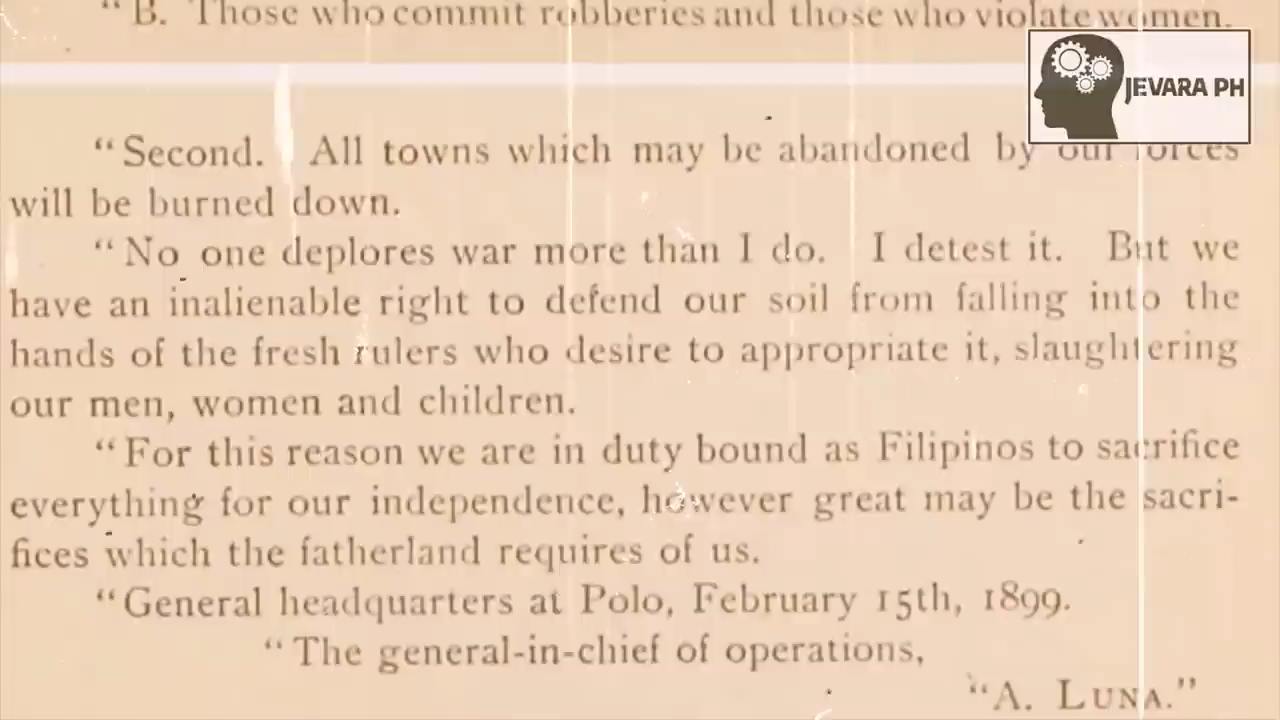 “ B. Those who commit robberies and those who violate women.
JEVARA PH
“Second. All towns which may be abandoned by our forces
will be burned down.
“No one deplores war more than I do. I detest it. But we
have an inalienable right to defend our soil from falling into the
hands of the fresh rulers who desire to appropriate it, slaughtering
our men, women and children.
“For this reason we are in duty bound as Filipinos to sacrifice
everything for our independence, however great may be the sacri-
fices which the fatherland requires of us.
“General headquarters at Polo, February 15th, 1899.
“The general-in-chief of operations,
“A. LUNA.”